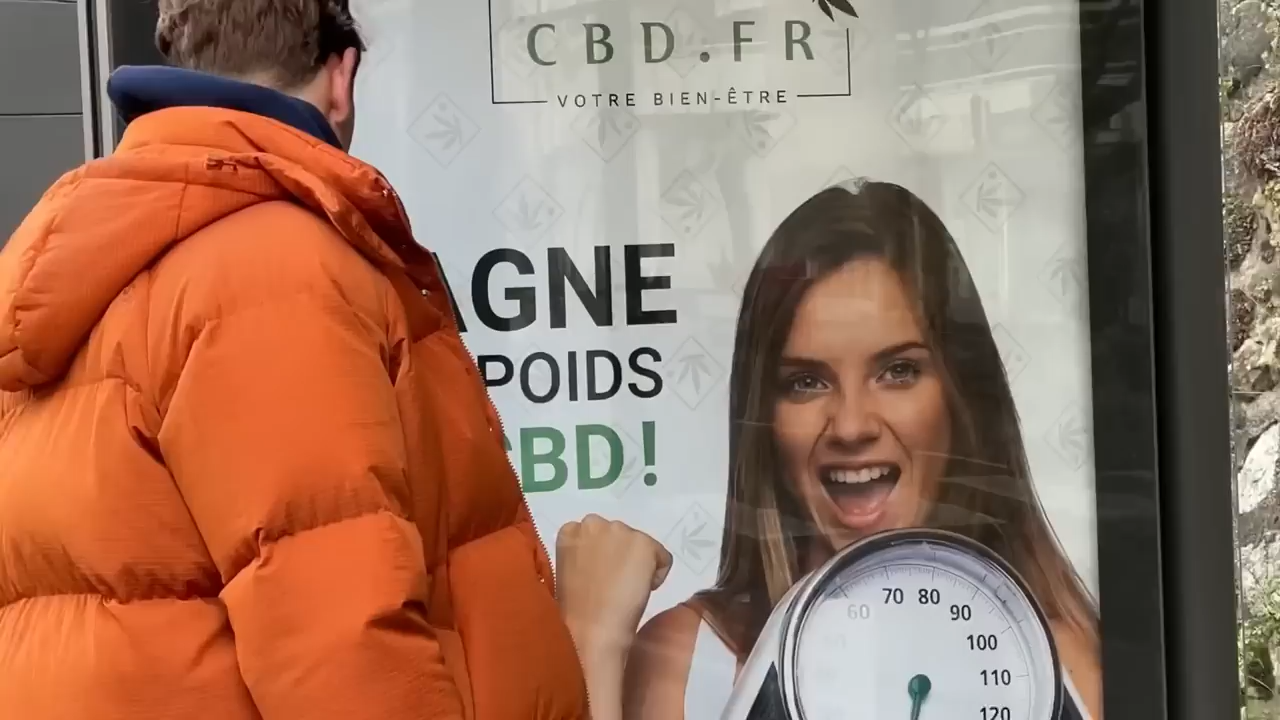 CBD.FR
VOTRE BIEN-ÊTRE
AGNE
POIDS
CBD!
60 70 80 90 100 110 120